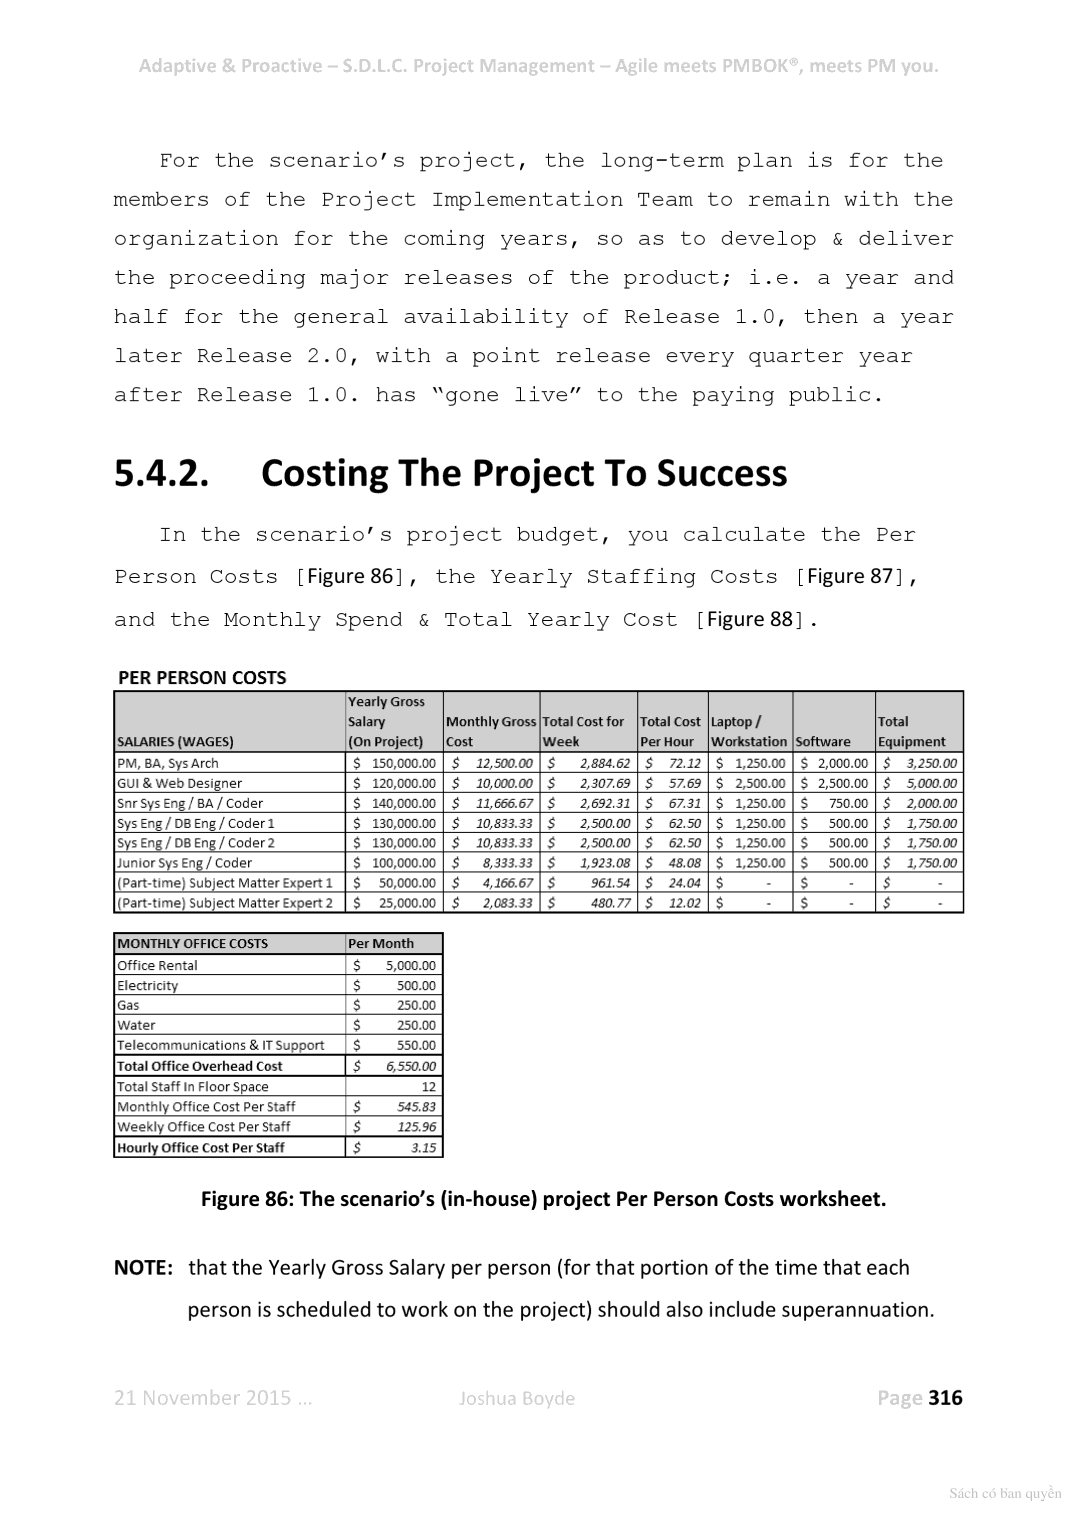 Adaptive & Proactive – S.D.L.C. Project Management – Agile meets PMBOK®, meets PM you.
For the scenario’s project, the long-term plan is for the
members of the Project Implementation Team to remain with the
organization for the coming years, so as to develop & deliver
the proceeding major releases of the product; i.e. a year and
half for the general availability of Release 1.0, then a year
later Release 2.0, with a point release every quarter year
after Release 1.0. has “gone live” to the paying public.
5.4.2. Costing The Project To Success
In the scenario’s project budget, you calculate the Per
Person Costs [Figure 86], the Yearly Staffing Costs [Figure 87],
and the Monthly Spend & Total Yearly Cost [Figure 88].
PER PERSON COSTS
Yearly Gross
Salary Monthly Gross Total Cost for Total Cost Laptop / Total
SALARIES (WAGES) (On Project) Cost Week Per Hour Workstation Software Equipment
PM, BA, Sys Arch $ 150,000.00 $ 12,500.00 $ 2,884.62 $ 72.12 $ 1,250.00 $ 2,000.00 $ 3,250.00
GUI & Web Designer $ 120,000.00 $ 10,000.00 $ 2,307.69 $ 57.69 $ 2,500.00 $ 2,500.00 $ 5,000.00
Snr Sys Eng / BA / Coder $ 140,000.00 $ 11,666.67 $ 2,692.31 $ 67.31 $ 1,250.00 $ 750.00 $ 2,000.00
Sys Eng / DB Eng / Coder 1 $ 130,000.00 $ 10,833.33 $ 2,500.00 $ 62.50 $ 1,250.00 $ 500.00 $ 1,750.00
Sys Eng / DB Eng / Coder 2 $ 130,000.00 $ 10,833.33 $ 2,500.00 $ 62.50 $ 1,250.00 $ 500.00 $ 1,750.00
Junior Sys Eng / Coder $ 100,000.00 $ 8,333.33 $ 1,923.08 $ 48.08 $ 1,250.00 $ 500.00 $ 1,750.00
(Part-time) Subject Matter Expert 1 $ 50,000.00 $ 4,166.67 $ 961.54 $ 24.04 $ - $ - $ -
(Part-time) Subject Matter Expert 2 $ 25,000.00 $ 2,083.33 $ 480.77 $ 12.02 $ - $ - $ -
MONTHLY OFFICE COSTS Per Month
Office Rental $ 5,000.00
Electricity $ 500.00
Gas $ 250.00
Water $ 250.00
Telecommunications & IT Support $ 550.00
Total Office Overhead Cost $ 6,550.00
Total Staff In Floor Space 12
Monthly Office Cost Per Staff $ 545.83
Weekly Office Cost Per Staff $ 125.96
Hourly Office Cost Per Staff $ 3.15
Figure 86: The scenario’s (in-house) project Per Person Costs worksheet.
NOTE: that the Yearly Gross Salary per person (for that portion of the time that each
person is scheduled to work on the project) should also include superannuation.
21 November 2015 ... Joshua Boyde Page 316
Sách có bản quyền